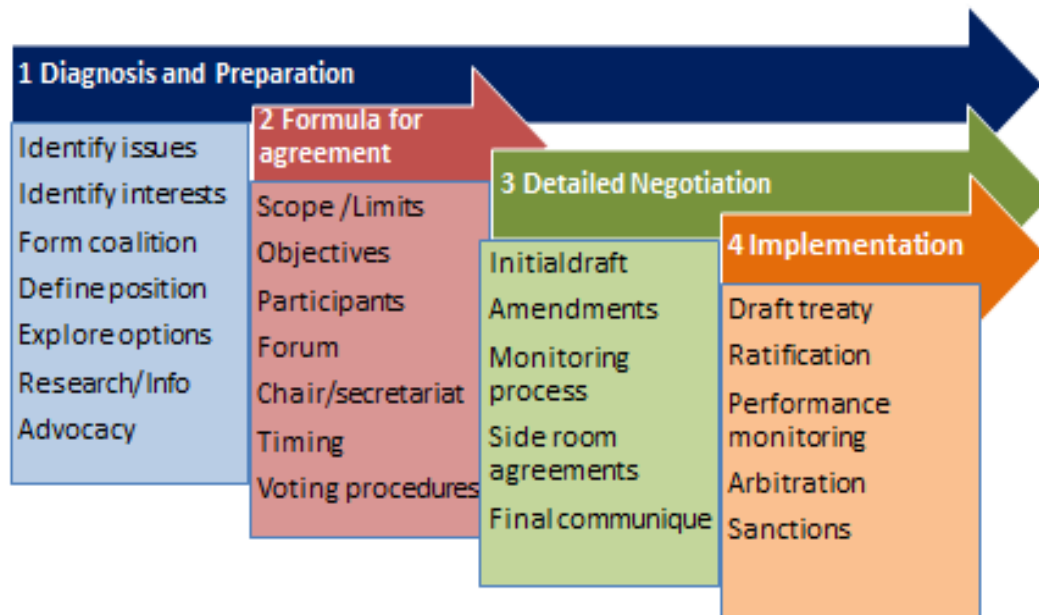 1 Diagnosis and Preparation
Identify issues
Identify interests
Form coalition
Define position
Explore options
Research/Info
Advocacy
2 Formula for
agreement
Scope /Limits
Objectives
Participants
Forum
Chair/secretariat
Timing
Voting procedures
3 Detailed Negotiation
Initial draft
Amendments
Monitoring
process
Side room
agreements
Final communique
4 Implementation
Draft treaty
Ratification
Performance
monitoring
Arbitration
Sanctions